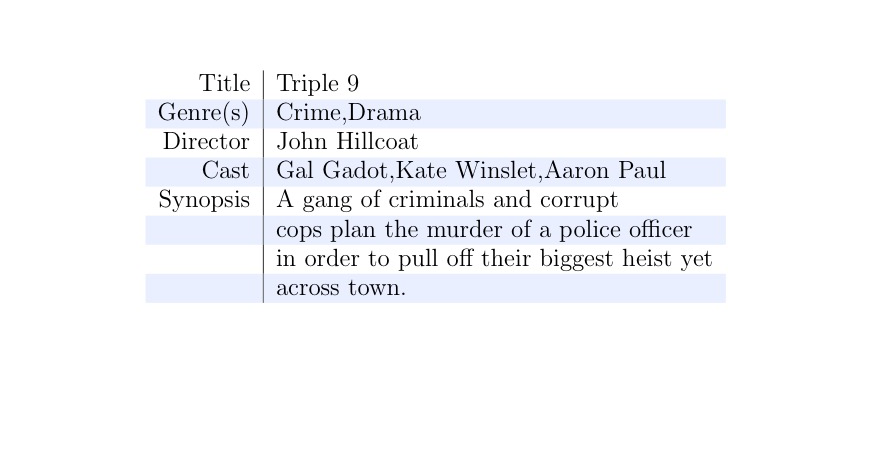 Title Triple 9
Genre(s) Crime,Drama
Director John Hillcoat
Cast Gal Gadot,Kate Winslet,Aaron Paul
Synopsis A gang of criminals and corrupt
cops plan the murder of a police officer
in order to pull off their biggest heist yet
across town.